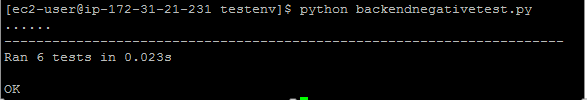 [ec2-user@ip-172-31-21-231 testenv]$ python backendnegativetest.py
......
----------------------------------------------------------------------
Ran 6 tests in 0.023s
OK